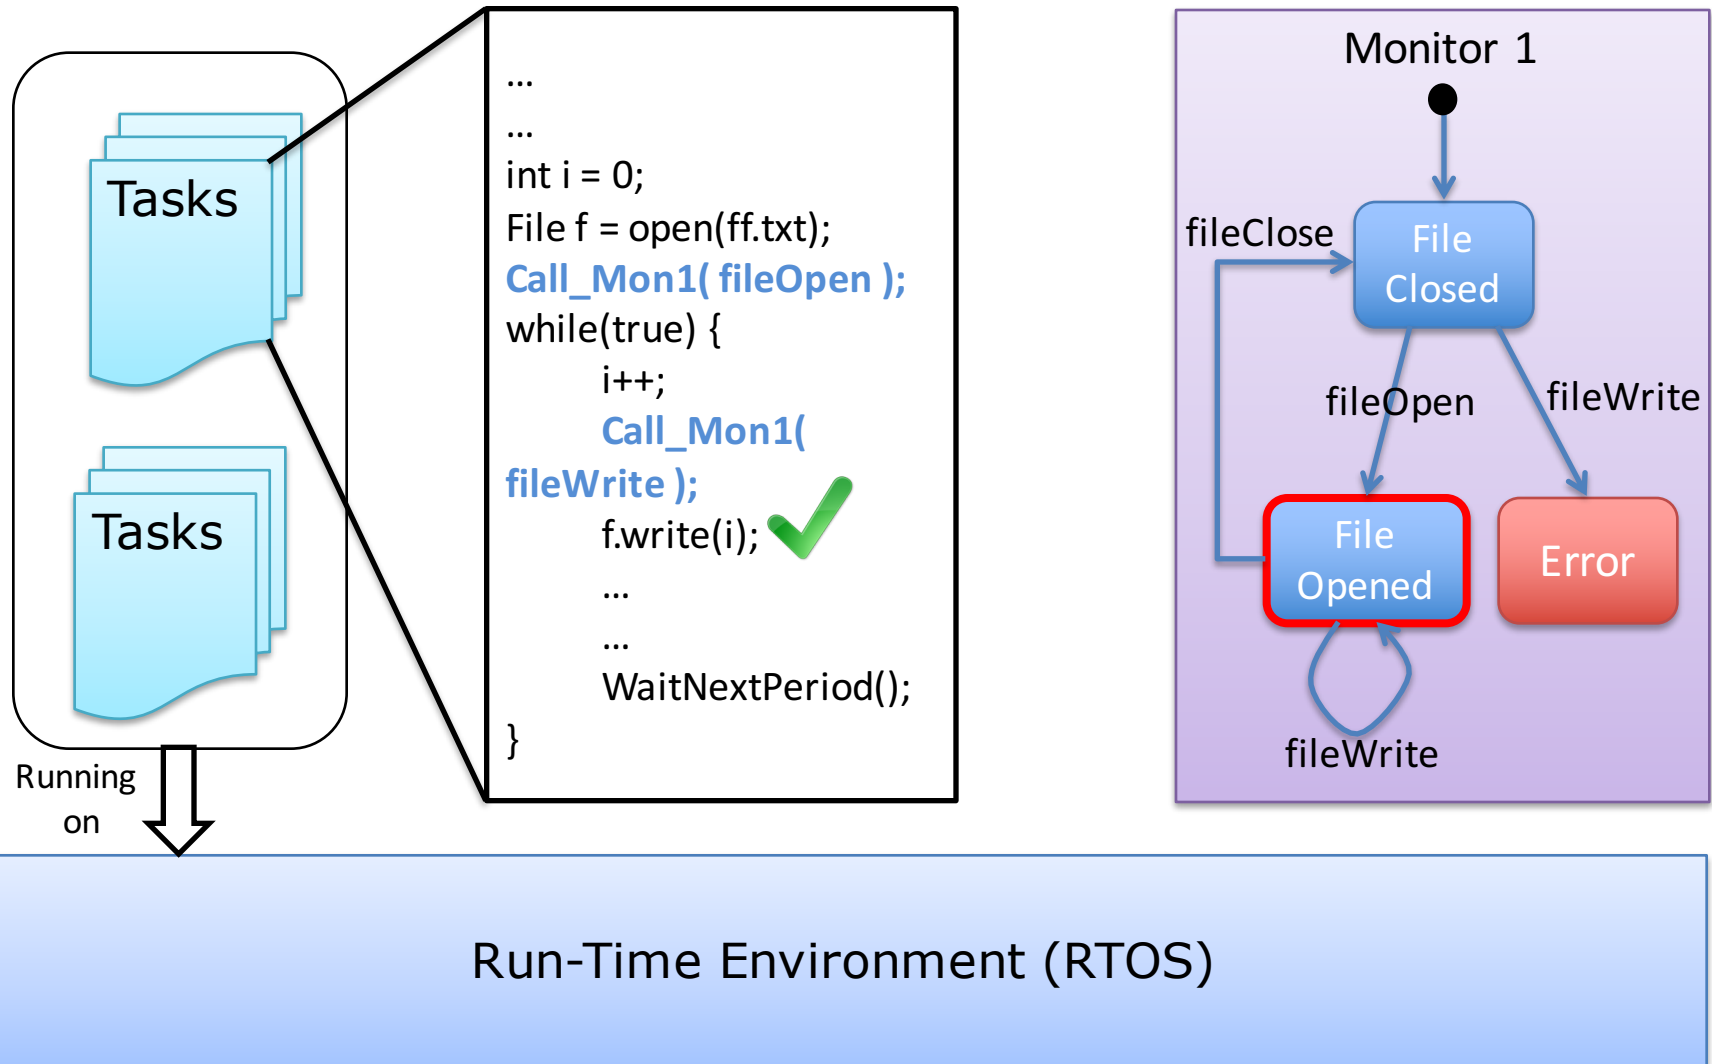 Tasks
Tasks
Running
on
...
...
int i = 0;
File f = open(ff.txt);
Call_Mon1( fileOpen );
while(true) {
i++;
Call_Mon1(
fileWrite );
f.write(i);
...
...
WaitNextPeriod();
}
Monitor 1
fileClose
File
Closed
fileOpen
fileWrite
File
Opened
Error
fileWrite
Run-Time Environment (RTOS)